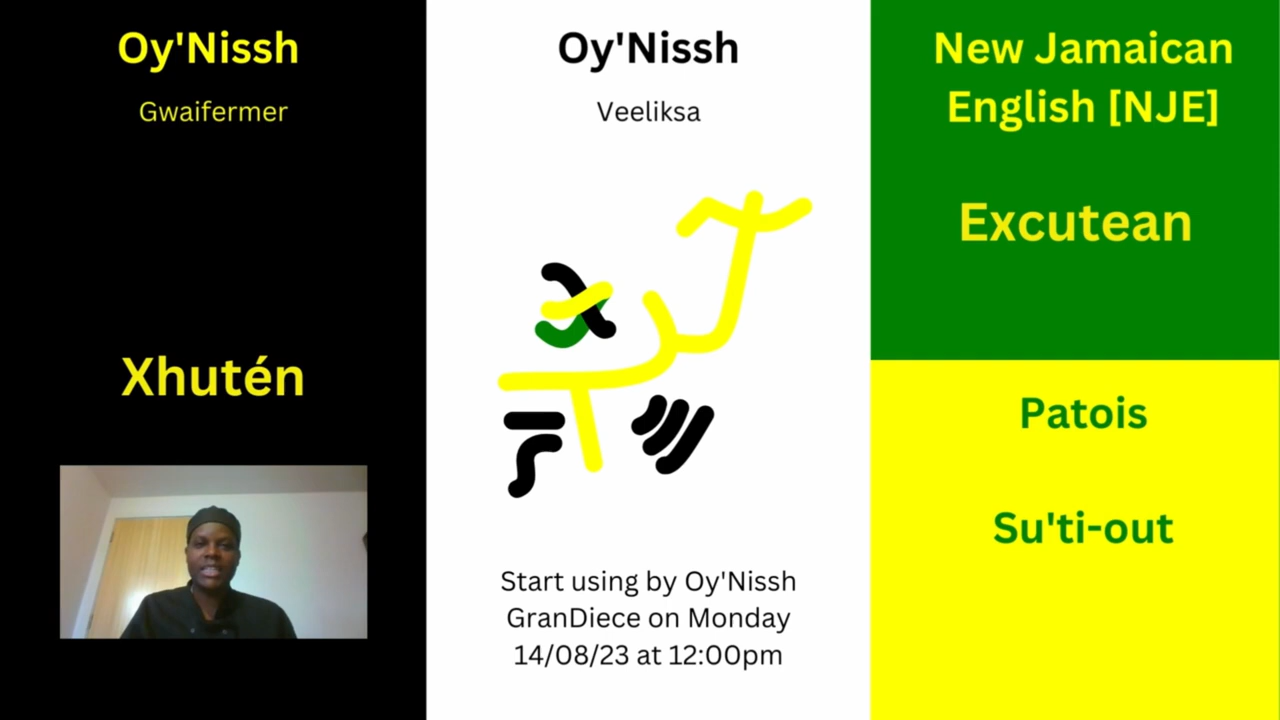 Oy'Nissh
Gwaifermer
Xhutén
Oy'Nissh
Veeliksa
Start using by Oy'Nissh
GranDiece on Monday
14/08/23 at 12:00pm
New Jamaican
English [NJE]
Excutean
Patois
Su'ti-out